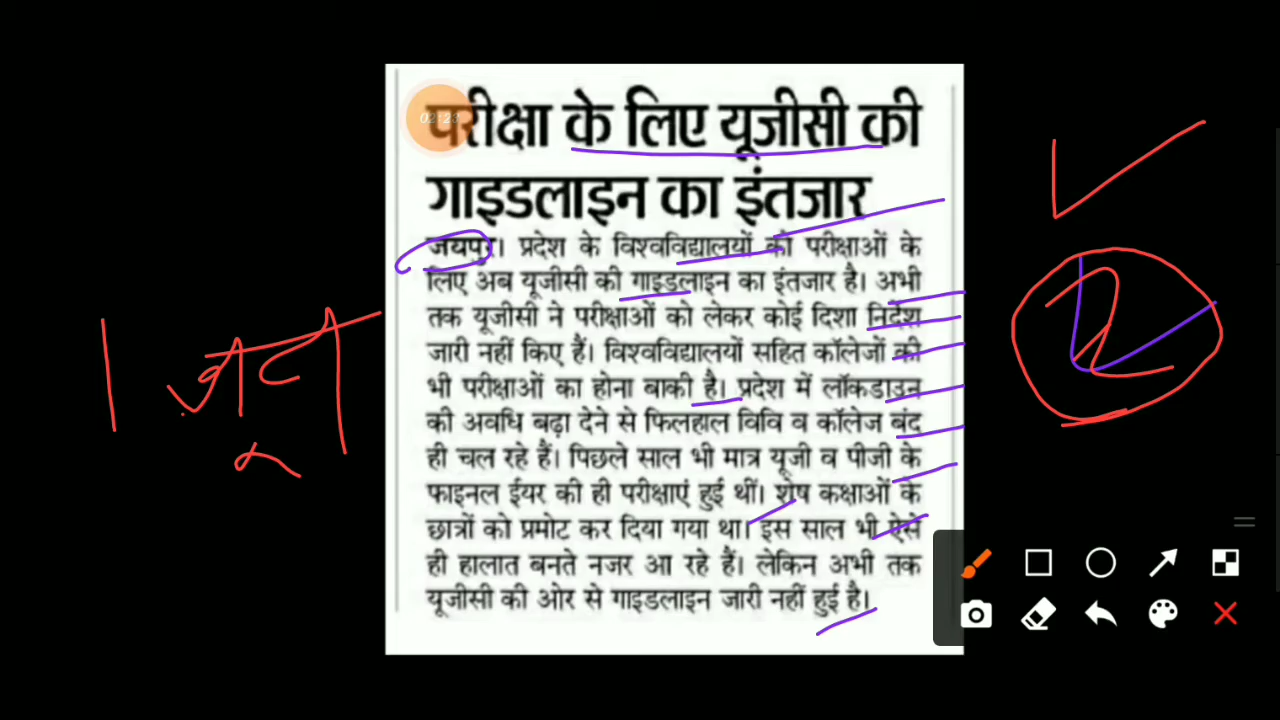 परीक्षा के लिए यूजीसी की
02:23
गाइडलाइन का इंतजार
जयपुर। प्रदेश के विश्वविद्यालयों की परीक्षाओं के
लिए अब यूजीसी की गाइडलाइन का इंतजार है। अभी
तक यूजीसी ने परीक्षाओं को लेकर कोई दिशा निर्देश
जारी नहीं किए हैं। विश्वविद्यालयों सहित कॉलेजों की
भी परीक्षाओं का होना बाकी है। प्रदेश में लॉकडाउन
की अवधि बढ़ा देने से फिलहाल विवि व कॉलेज बंद
ही चल रहे हैं। पिछले साल भी मात्र यूजी व पीजी के
फाइनल ईयर की ही परीक्षाएं हुई थीं। शेष कक्षाओं के
छात्रों को प्रमोट कर दिया गया था। इस साल भी ऐसे
ही हालात बनते नजर आ रहे हैं। लेकिन अभी तक
यूजीसी की ओर से गाइडलाइन जारी नहीं हुई है।